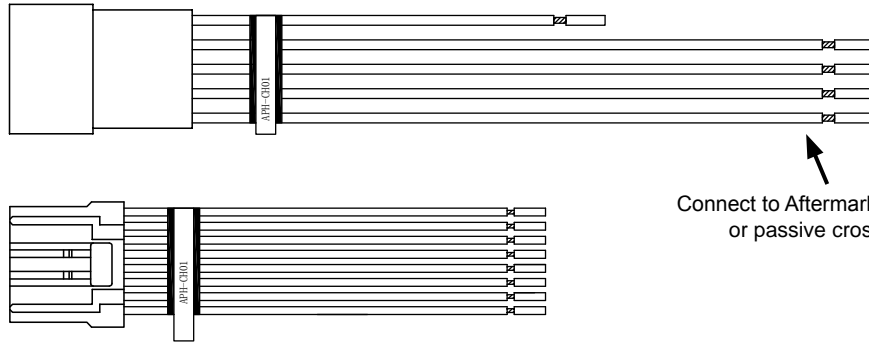 APH-CH01
Connect to Aftermark
or passive cros
APH-CH01